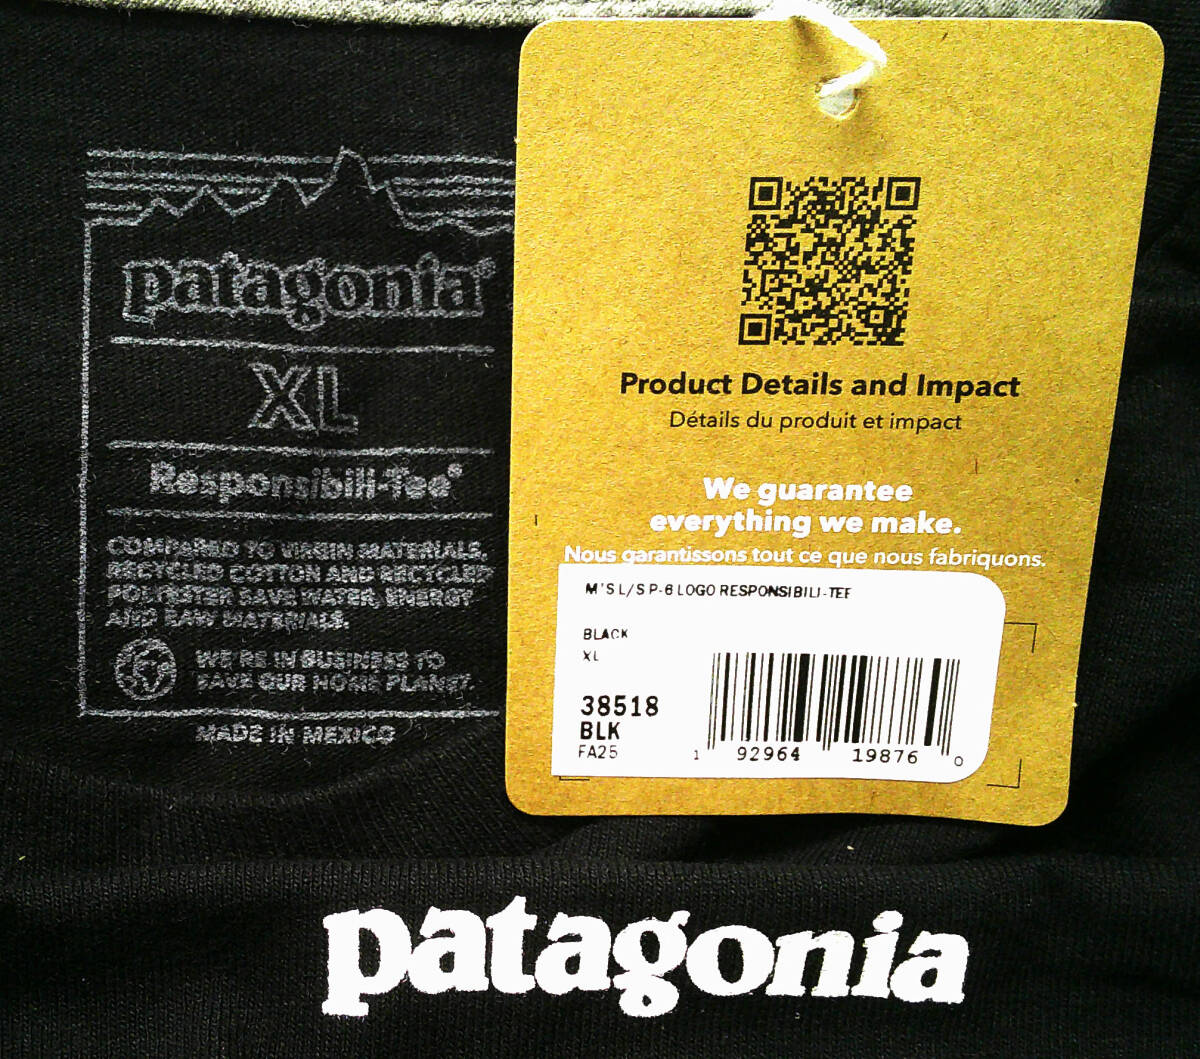 patagonia®
XL
Responsibili-Tee®
COMPARED TO VIRGIN MATERIALS,
RECYCLED COTTON AND RECYCLED
POLYESTER SAVE WATER, ENERGY
AND RAW MATERIALS.
WE'RE IN BUSINESS TO
SAVE OUR HOME PLANET.
MADE IN MEXICO
Product Details and Impact
Détails du produit et impact
We guarantee
everything we make.
Nous garantissons tout ce que nous fabriquons.
M'S L/S P-6 LOGO RESPONSIBILI-TEE
BLACK
XL
38518
BLK
FA25
1 92964 19876 0
patagonia